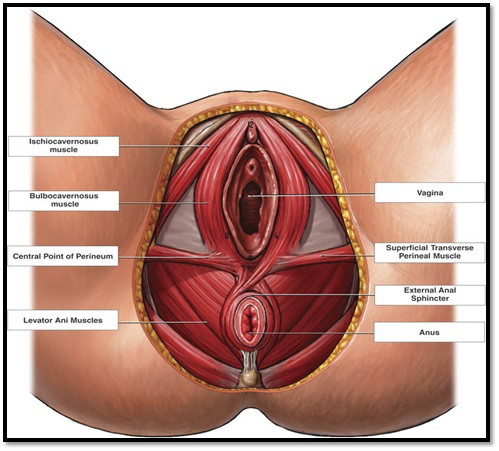 Ischiocavernosus
muscle
Bulbocavernosus
muscle
Central Point of Perineum
Levator Ani Muscles
Vagina
Superficial Transverse
Perineal Muscle
External Anal
Sphincter
Anus